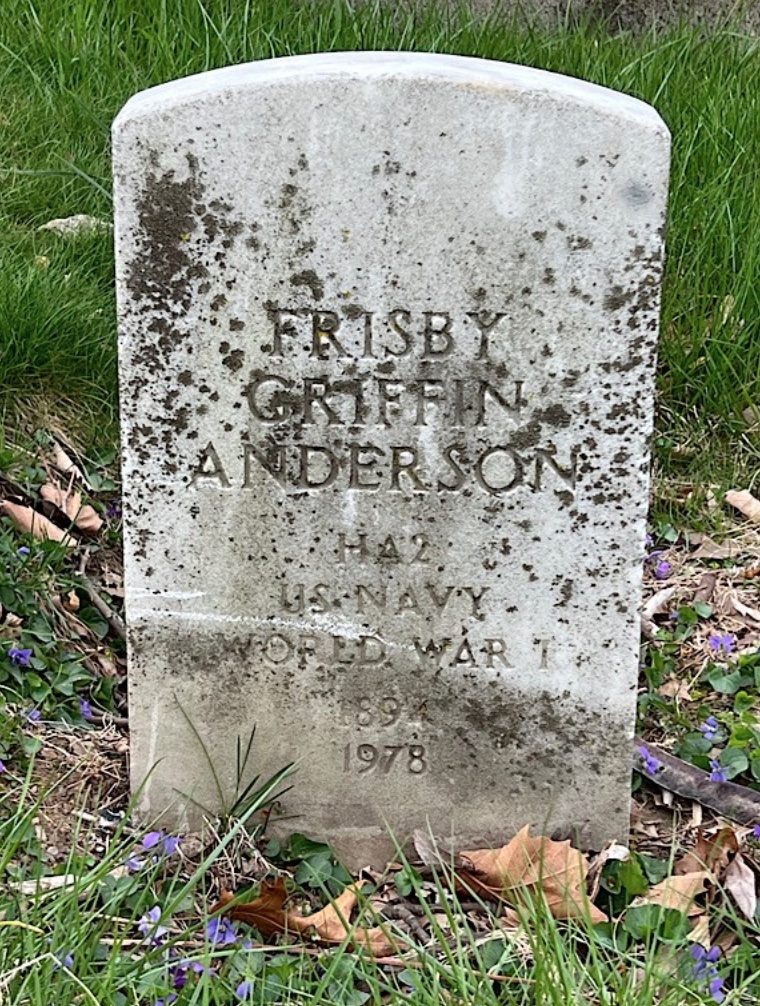 FRISBY
GRIFFIN
ANDERSON
HA2
US NAVY
WORLD WAR I
1894
1978